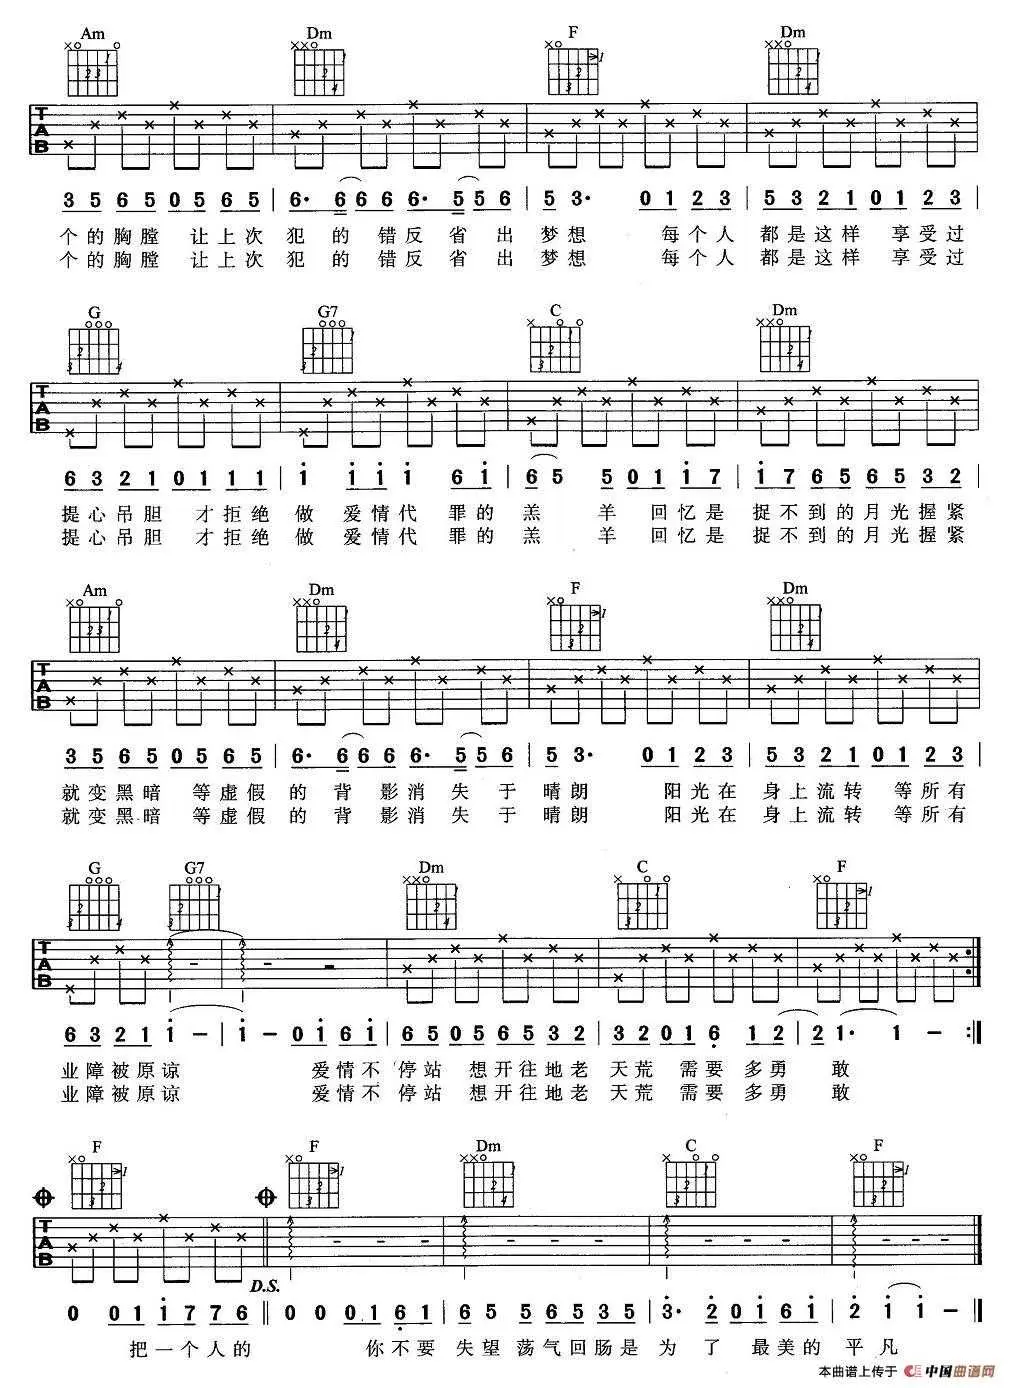 Am Dm F Dm
T A B
3 5 6 5 0 5 6 5 | 6· 6 6 6 6· 5 5 6 | 5 3· 0 1 2 3 | 5 3 2 1 0 1 2 3 |
个的胸膛 让上次 犯 的 错反 省 出 梦想 每个人 都是这样 享受过
个的胸膛 让上次 犯 的 错反 省 出 梦想 每个人 都是这样 享受过
G G7 C Dm
T A B
6 3 2 1 0 1 1 1 | i i i i 6 i | 6 5 5 0 1 i 7 | i 7 6 5 6 5 3 2 |
提心吊胆 才拒绝 做 爱情代 罪的 羔 羊 回忆是 捉不到的月光握紧
提心吊胆 才拒绝 做 爱情代 罪的 羔 羊 回忆是 捉不到的月光握紧
Am Dm F Dm
T A B
3 5 6 5 0 5 6 5 | 6· 6 6 6 6· 5 5 6 | 5 3· 0 1 2 3 | 5 3 2 1 0 1 2 3 |
就变黑暗 等虚假 的 背 影消 失 于 晴朗 阳光在 身上流转 等所有
就变黑暗 等虚假 的 背 影消 失 于 晴朗 阳光在 身上流转 等所有
G G7 Dm C F
T A B
6 3 2 1 i – | i – 0 i 6 i | 6 5 0 5 6 5 3 2 | 3 2 0 1 6 1 2 | 2 1· 1 – :||
业障被原谅 爱情不 停站 想开往地老 天荒 需要 多勇 敢
业障被原谅 爱情不 停站 想开往地老 天荒 需要 多勇 敢
F F Dm C F
T A B
D.S.
0 0 1 i 7 7 6 || 0 0 0 1 6 1 | 6 5 5 6 5 3 5 | 3· 2 0 1 6 i | 2 i i – ||
把一个人的 你不要 失望 荡气回肠是 为 了 最美的 平凡
本曲谱上传于 中国曲谱网